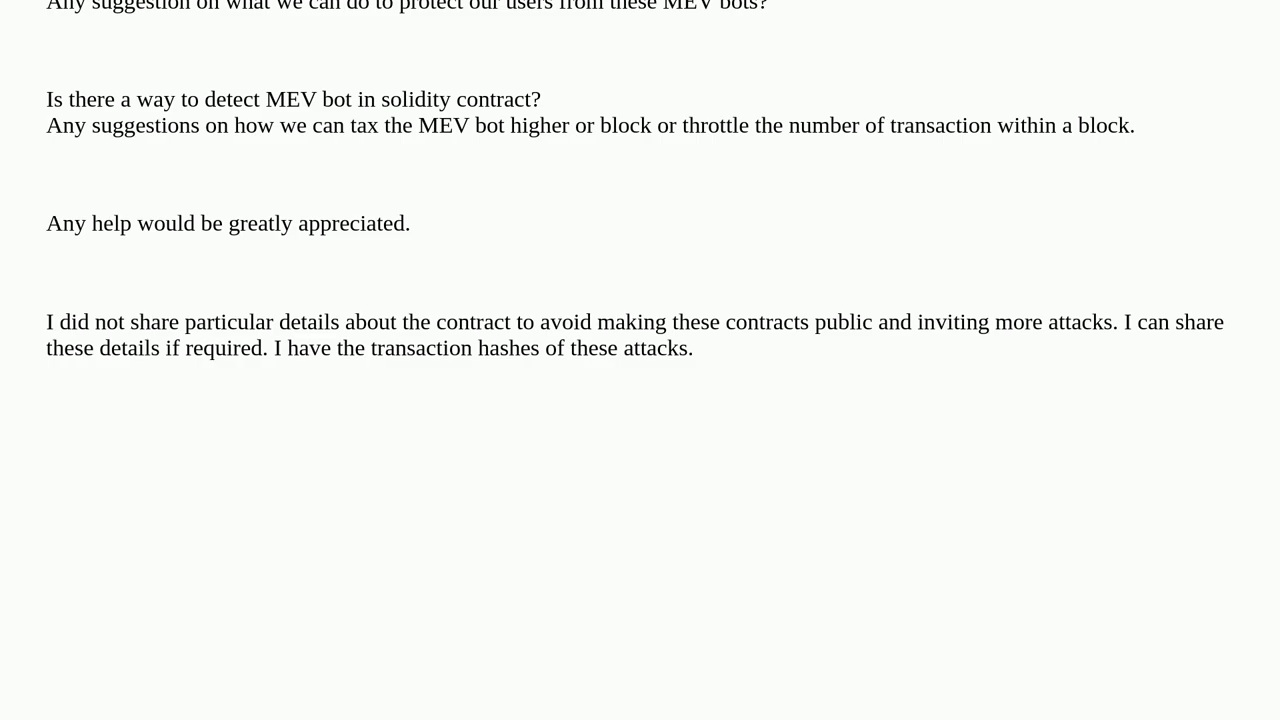 Any suggestion on what we can do to protect our users from these MEV bots?
Is there a way to detect MEV bot in solidity contract?
Any suggestions on how we can tax the MEV bot higher or block or throttle the number of transaction within a block.
Any help would be greatly appreciated.
I did not share particular details about the contract to avoid making these contracts public and inviting more attacks. I can share
these details if required. I have the transaction hashes of these attacks.